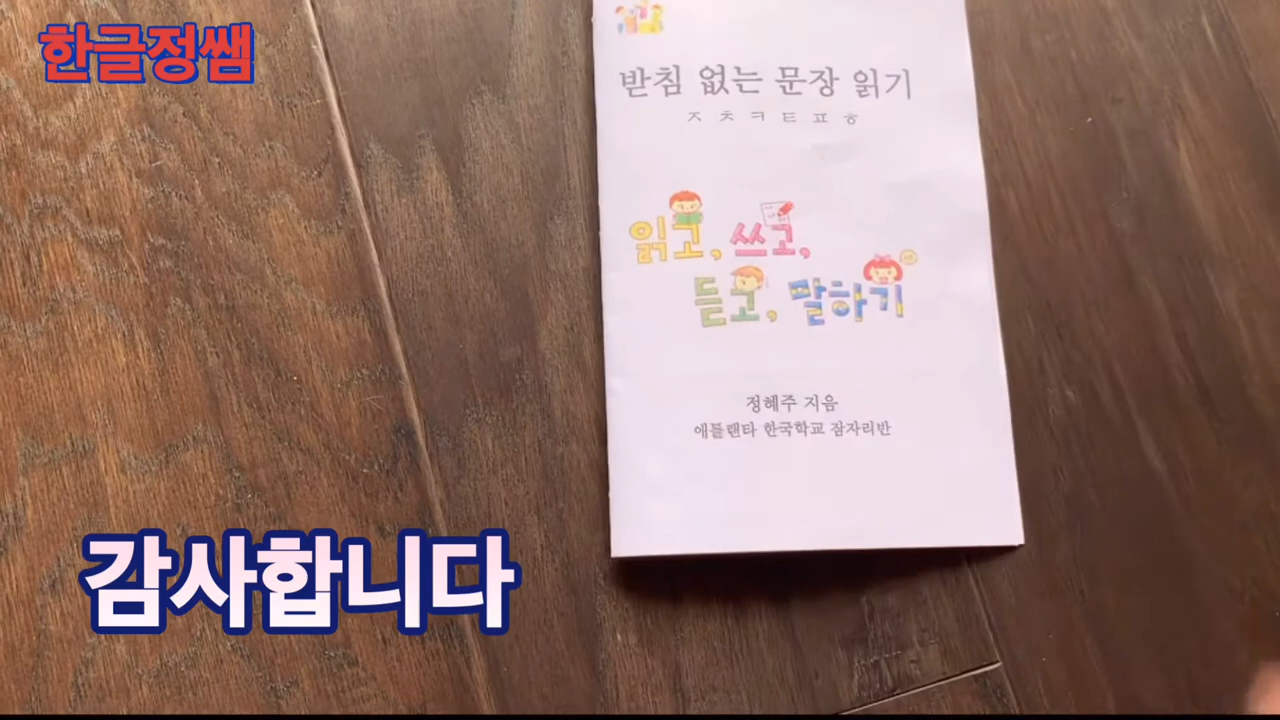 한글정쌤
받침 없는 문장 읽기
ㅈ ㅊ ㅋ ㅌ ㅍ ㅎ
읽고, 쓰고,
듣고, 말하기
정혜주 지음
애틀랜타 한국학교 잠자리반
감사합니다